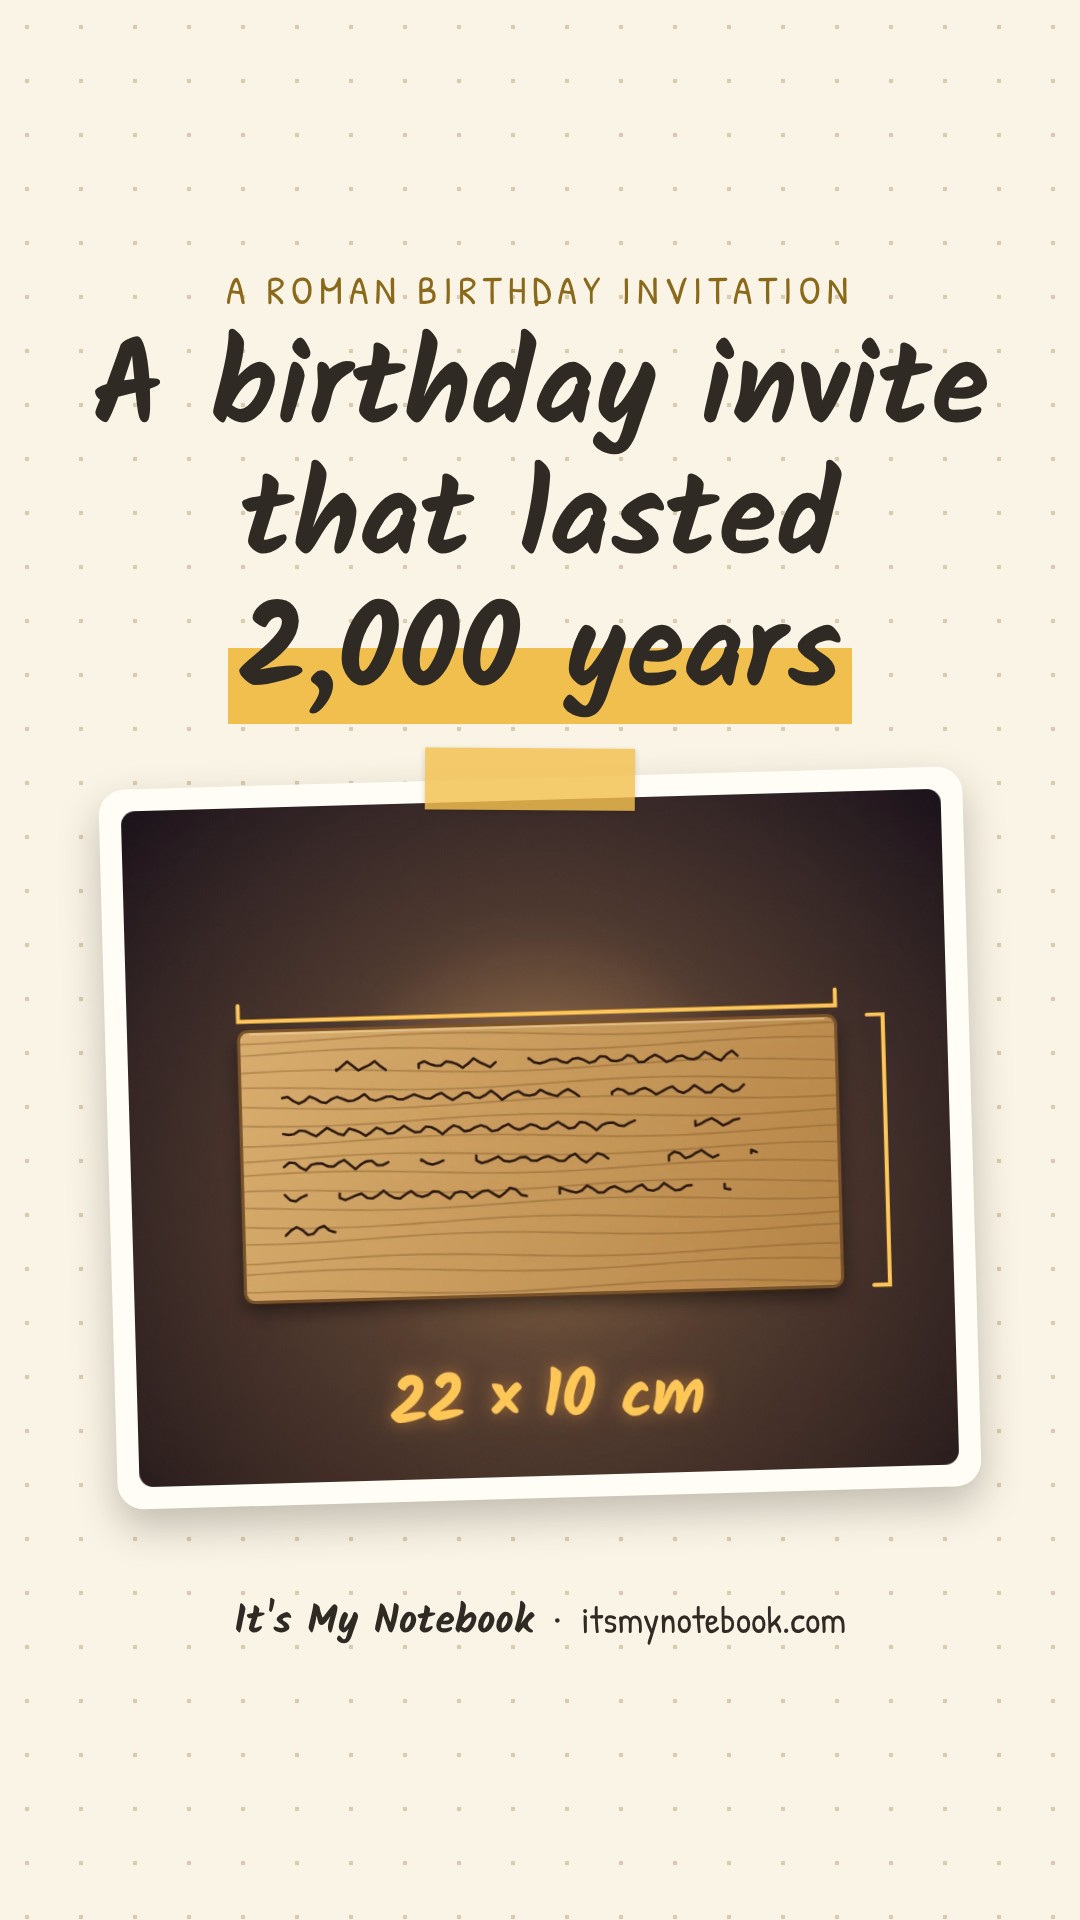 A ROMAN BIRTHDAY INVITATION
A birthday invite
that lasted
2,000 years
22 x 10 cm
It's My Notebook · itsmynotebook.com